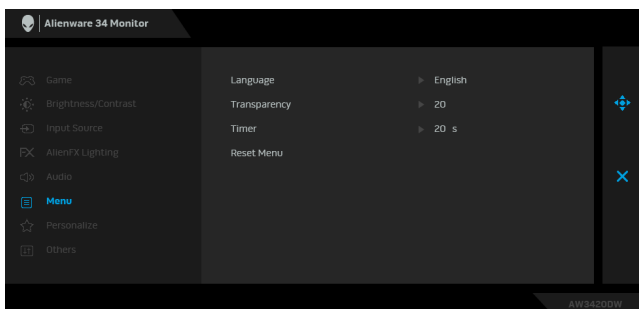 Alienware 34 Monitor
Game
Brightness/Contrast
Input Source
FX AlienFX Lighting
Audio
Menu
Personalize
Others
Language English
Transparency 20
Timer 20 s
Reset Menu
AW3420DW